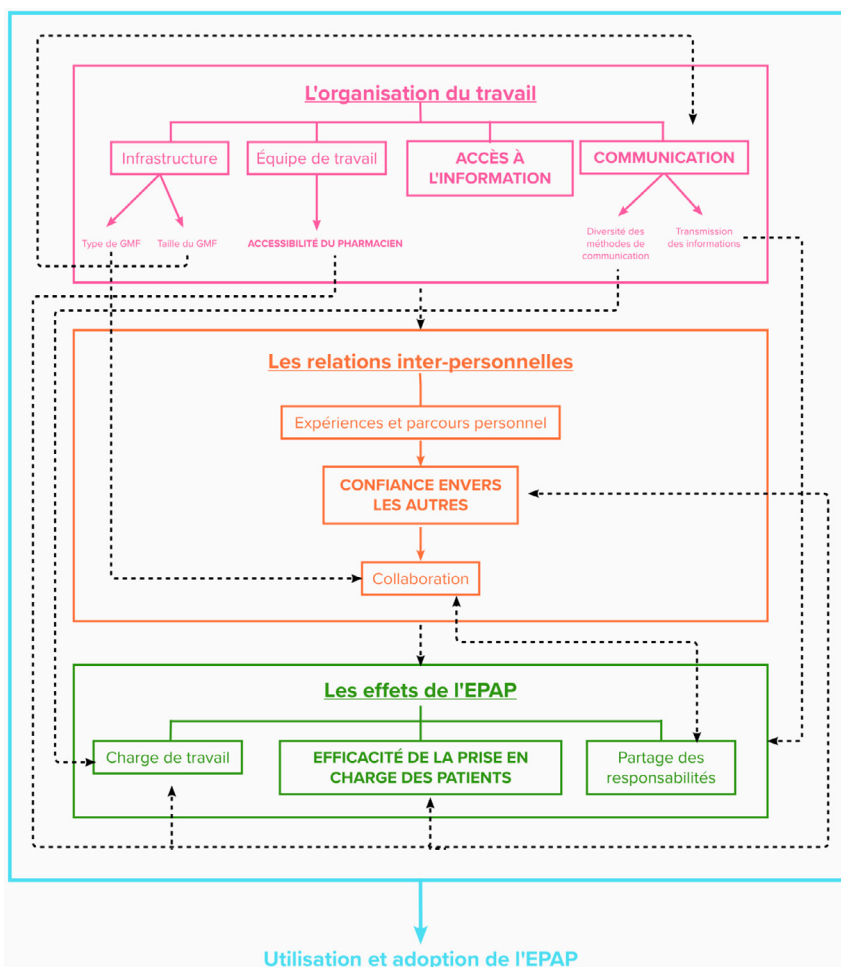 L'organisation du travail
Infrastructure
Équipe de travail
ACCÈS À
L'INFORMATION
COMMUNICATION
Type de GMF
Taille du GMF
ACCESSIBILITÉ DU PHARMACIEN
Diversité des
méthodes de
communication
Transmission
des informations
Les relations inter-personnelles
Expériences et parcours personnel
CONFIANCE ENVERS
LES AUTRES
Collaboration
Les effets de l'EPAP
Charge de travail
EFFICACITÉ DE LA PRISE EN
CHARGE DES PATIENTS
Partage des
responsabilités
Utilisation et adoption de l'EPAP